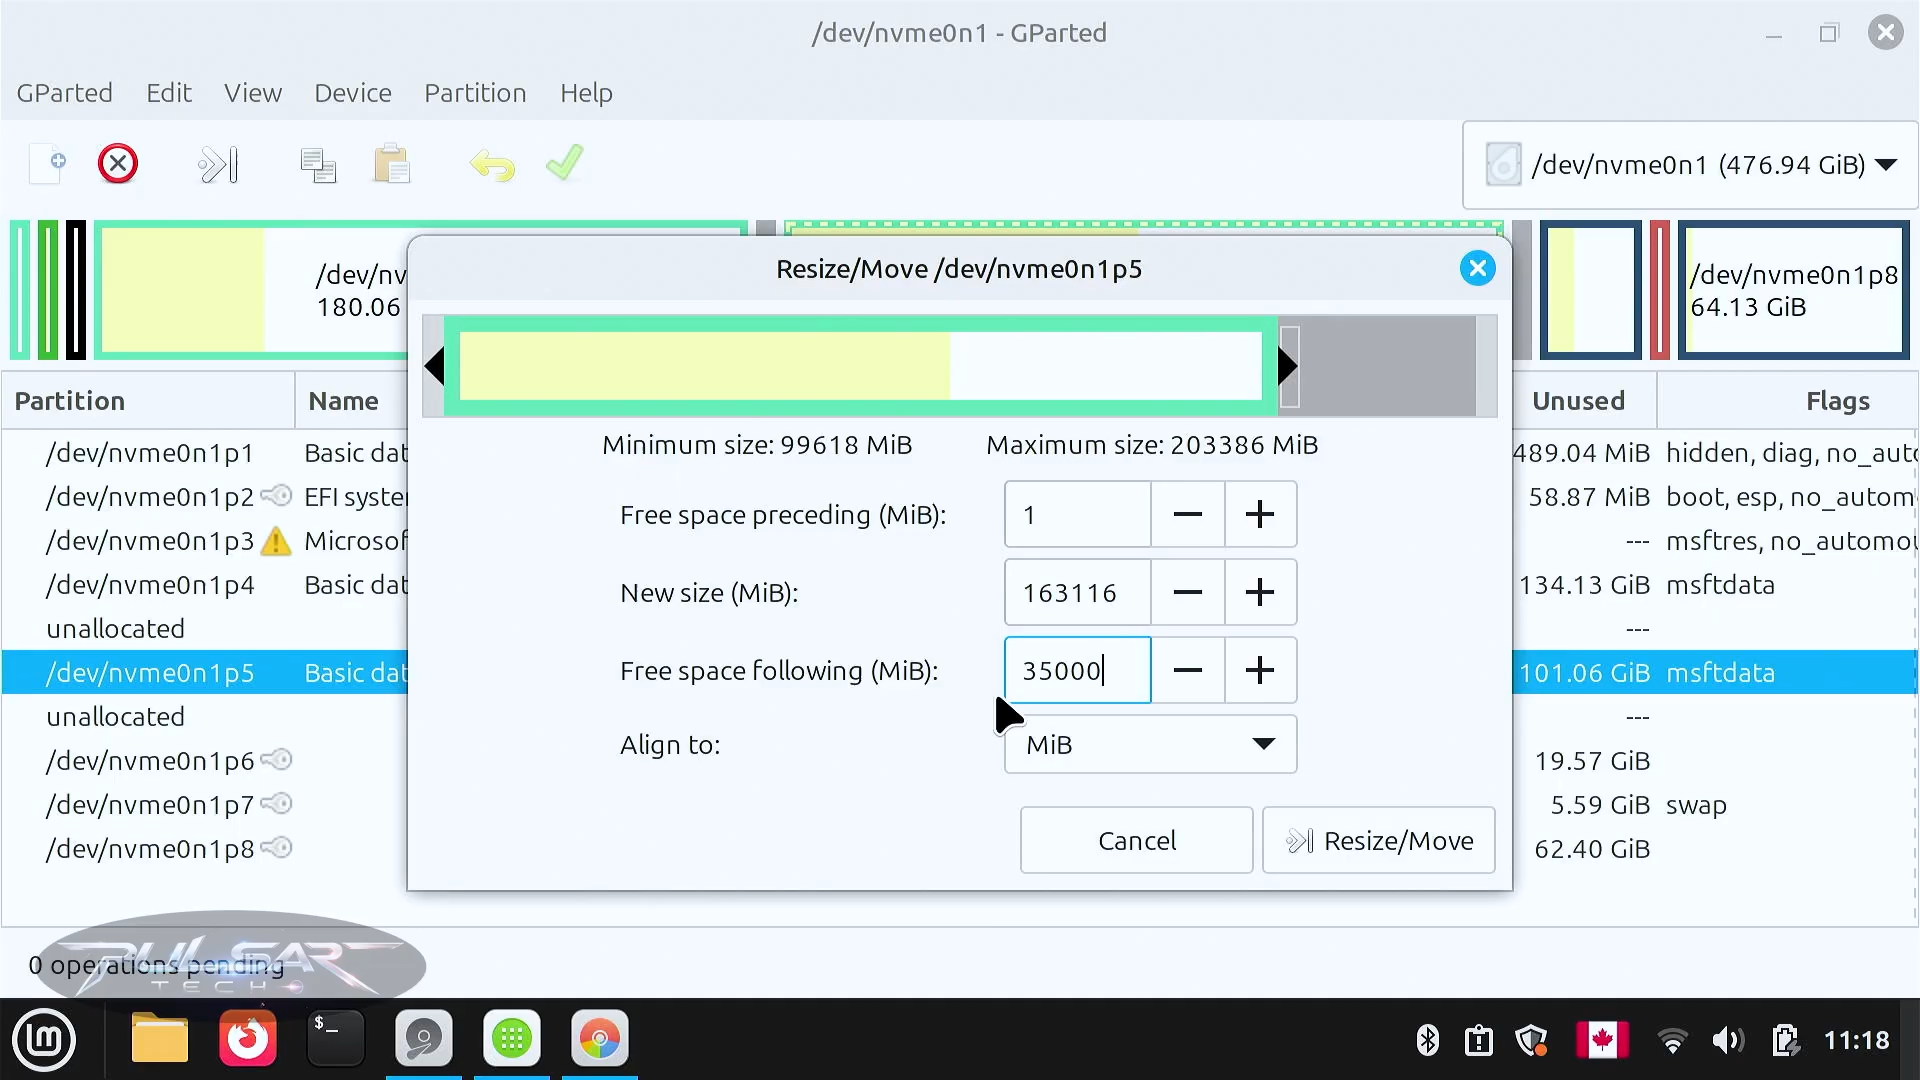 /dev/nvme0n1 - GParted
GParted Edit View Device Partition Help
/dev/nvme0n1 (476.94 GiB)
/dev/nv
180.06
/dev/nvme0n1p8
64.13 GiB
Resize/Move /dev/nvme0n1p5
Minimum size: 99618 MiB Maximum size: 203386 MiB
Free space preceding (MiB): 1
New size (MiB): 163116
Free space following (MiB): 35000
Align to: MiB
Cancel Resize/Move
Partition Name Unused Flags
/dev/nvme0n1p1 Basic dat 489.04 MiB hidden, diag, no_auto
/dev/nvme0n1p2 EFI syster 58.87 MiB boot, esp, no_autom
/dev/nvme0n1p3 Microsof --- msftres, no_automou
/dev/nvme0n1p4 Basic dat 134.13 GiB msftdata
unallocated ---
/dev/nvme0n1p5 Basic dat 101.06 GiB msftdata
unallocated ---
/dev/nvme0n1p6 19.57 GiB
/dev/nvme0n1p7 5.59 GiB swap
/dev/nvme0n1p8 62.40 GiB
0 operations pending
PULSAR
TECH
$_
lm
11:18